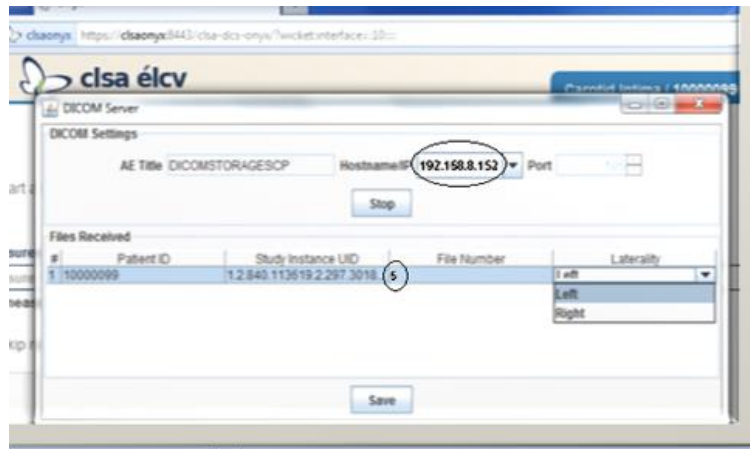 clsaonyx https://clsaonyx:8443/clsa-dcs-onyx/?wicket:interface=:10::::
clsa élcv
Carotid Intima / 10000099
DICOM Server
DICOM Settings
AE Title DICOMSTORAGESCP Hostname/IP 192.158.8.152 Port
Stop
Files Received
# Patient ID Study Instance UID File Number Laterality
1 10000099 1.2.840.113619.2.297.3018. 5 Left
Left
Right
Save